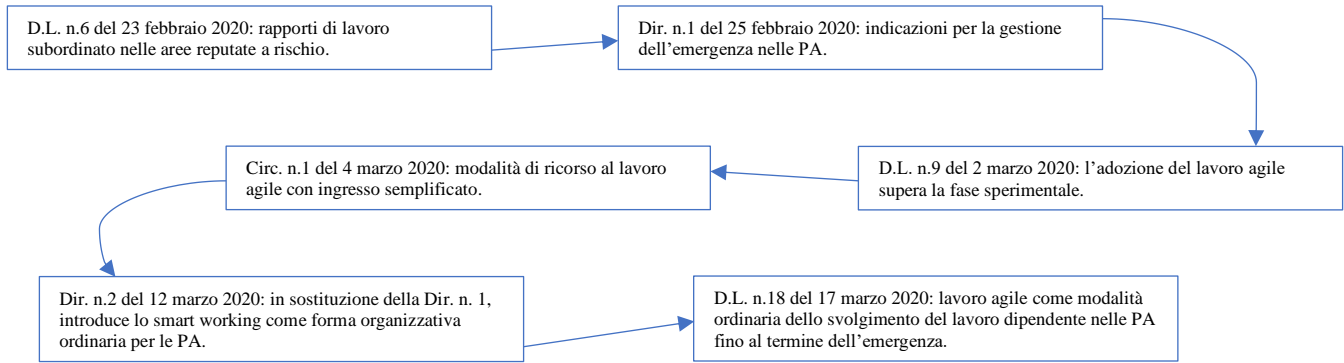 D.L. n.6 del 23 febbraio 2020: rapporti di lavoro
subordinato nelle aree reputate a rischio.
Dir. n.1 del 25 febbraio 2020: indicazioni per la gestione
dell’emergenza nelle PA.
D.L. n.9 del 2 marzo 2020: l’adozione del lavoro agile
supera la fase sperimentale.
Circ. n.1 del 4 marzo 2020: modalità di ricorso al lavoro
agile con ingresso semplificato.
Dir. n.2 del 12 marzo 2020: in sostituzione della Dir. n. 1,
introduce lo smart working come forma organizzativa
ordinaria per le PA.
D.L. n.18 del 17 marzo 2020: lavoro agile come modalità
ordinaria dello svolgimento del lavoro dipendente nelle PA
fino al termine dell’emergenza.